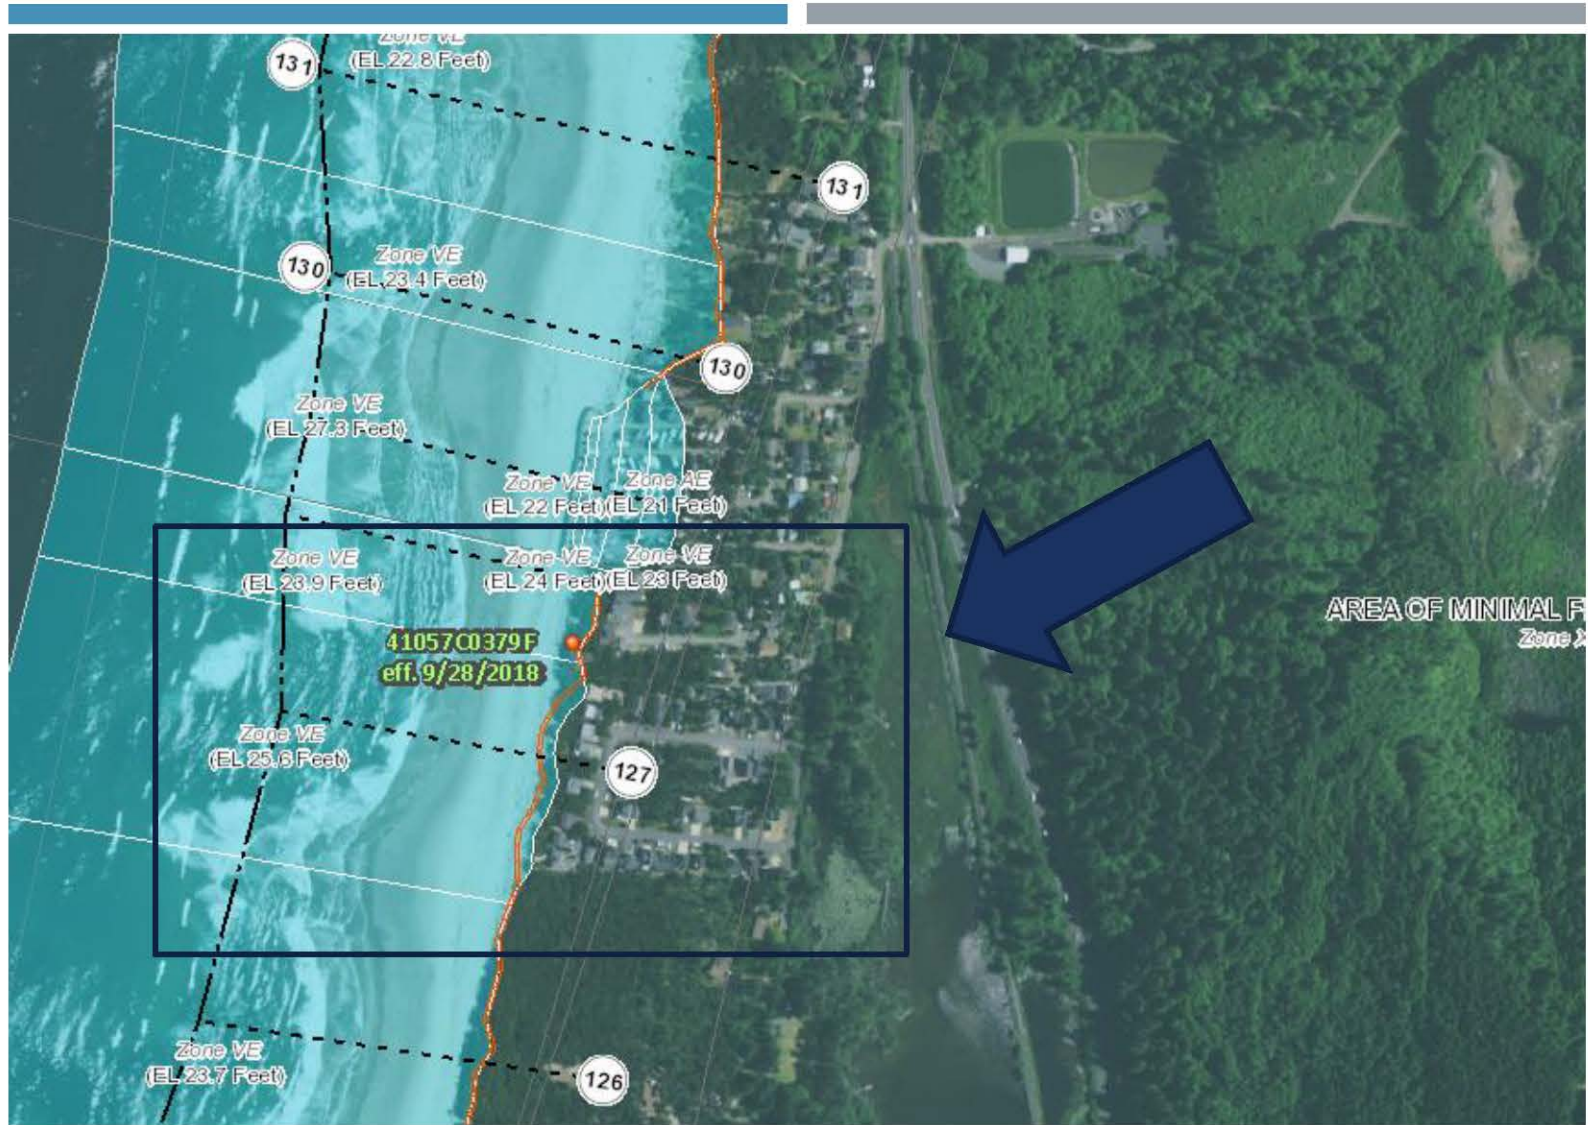 Zone VE
(EL 22.8 Feet)
131
131
130
Zone VE
(EL 23.4 Feet)
130
Zone VE
(EL 27.3 Feet)
Zone VE
(EL 22 Feet)
Zone AE
(EL 21 Feet)
Zone VE
(EL 23.9 Feet)
Zone VE
(EL 24 Feet)
Zone VE
(EL 23 Feet)
AREA OF MINIMAL F
Zone X
41057C0379F
eff. 9/28/2018
Zone VE
(EL 25.6 Feet)
127
Zone VE
(EL 23.7 Feet)
126